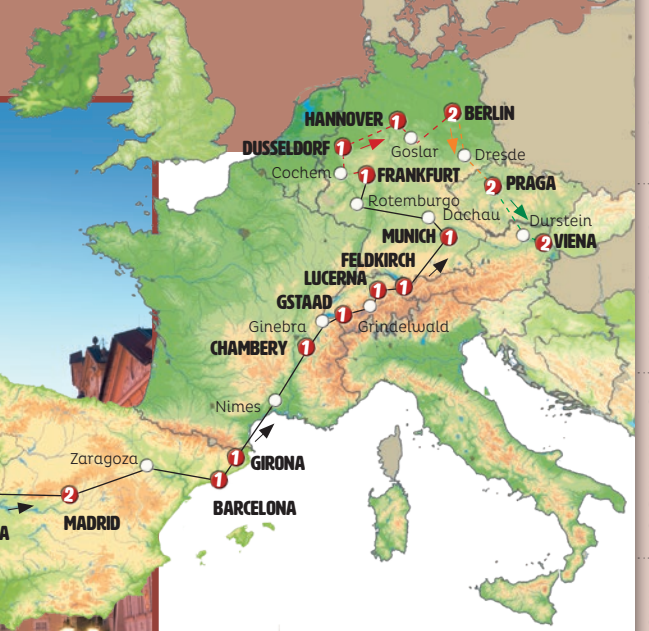 HANNOVER 1
2 BERLIN
DUSSELDORF 1
Goslar
Dresde
Cochem
1 FRANKFURT
2 PRAGA
Rotemburgo
Dachau
Durstein
MUNICH 1
2 VIENA
FELDKIRCH
1
LUCERNA
1
GSTAAD
1
Ginebra
Grindelwald
CHAMBERY 1
Nimes
Zaragoza
1 GIRONA
1
BARCELONA
2
MADRID
A